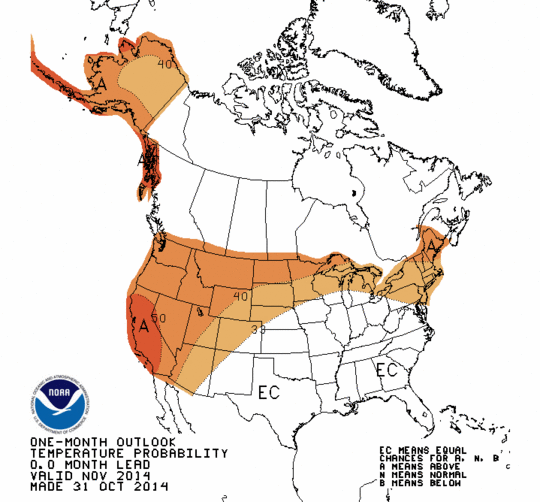 40
A
A
A
40
50
A
33
EC
EC
NOAA
ONE-MONTH OUTLOOK
TEMPERATURE PROBABILITY
0.0 MONTH LEAD
VALID NOV 2014
MADE 31 OCT 2014
EC MEANS EQUAL
CHANCES FOR A, N, B
A MEANS ABOVE
N MEANS NORMAL
B MEANS BELOW